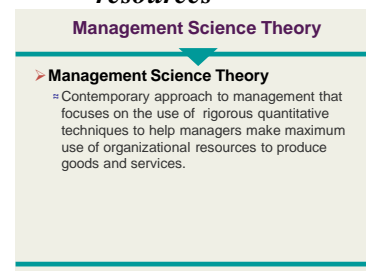 resources
Management Science Theory
➢Management Science Theory
≈Contemporary approach to management that
focuses on the use of rigorous quantitative
techniques to help managers make maximum
use of organizational resources to produce
goods and services.